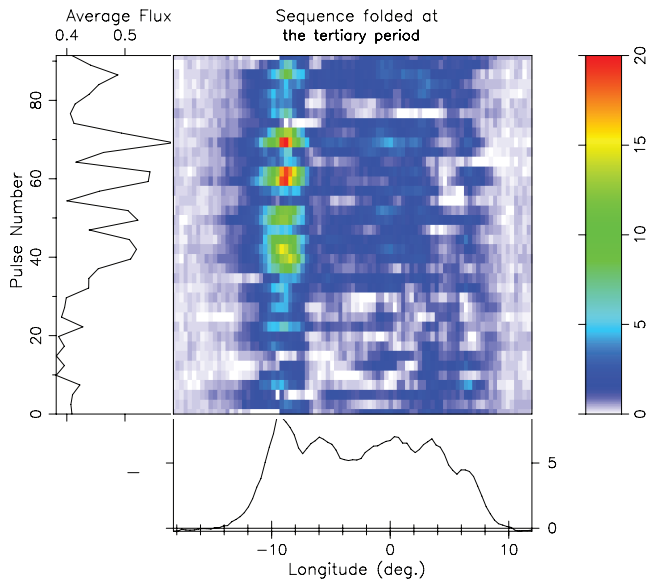 Average Flux
0.4 0.5
Sequence folded at
the tertiary period
Pulse Number
0 20 40 60 80
0 5 10 15 20
0 5
−10 0 10
Longitude (deg.)